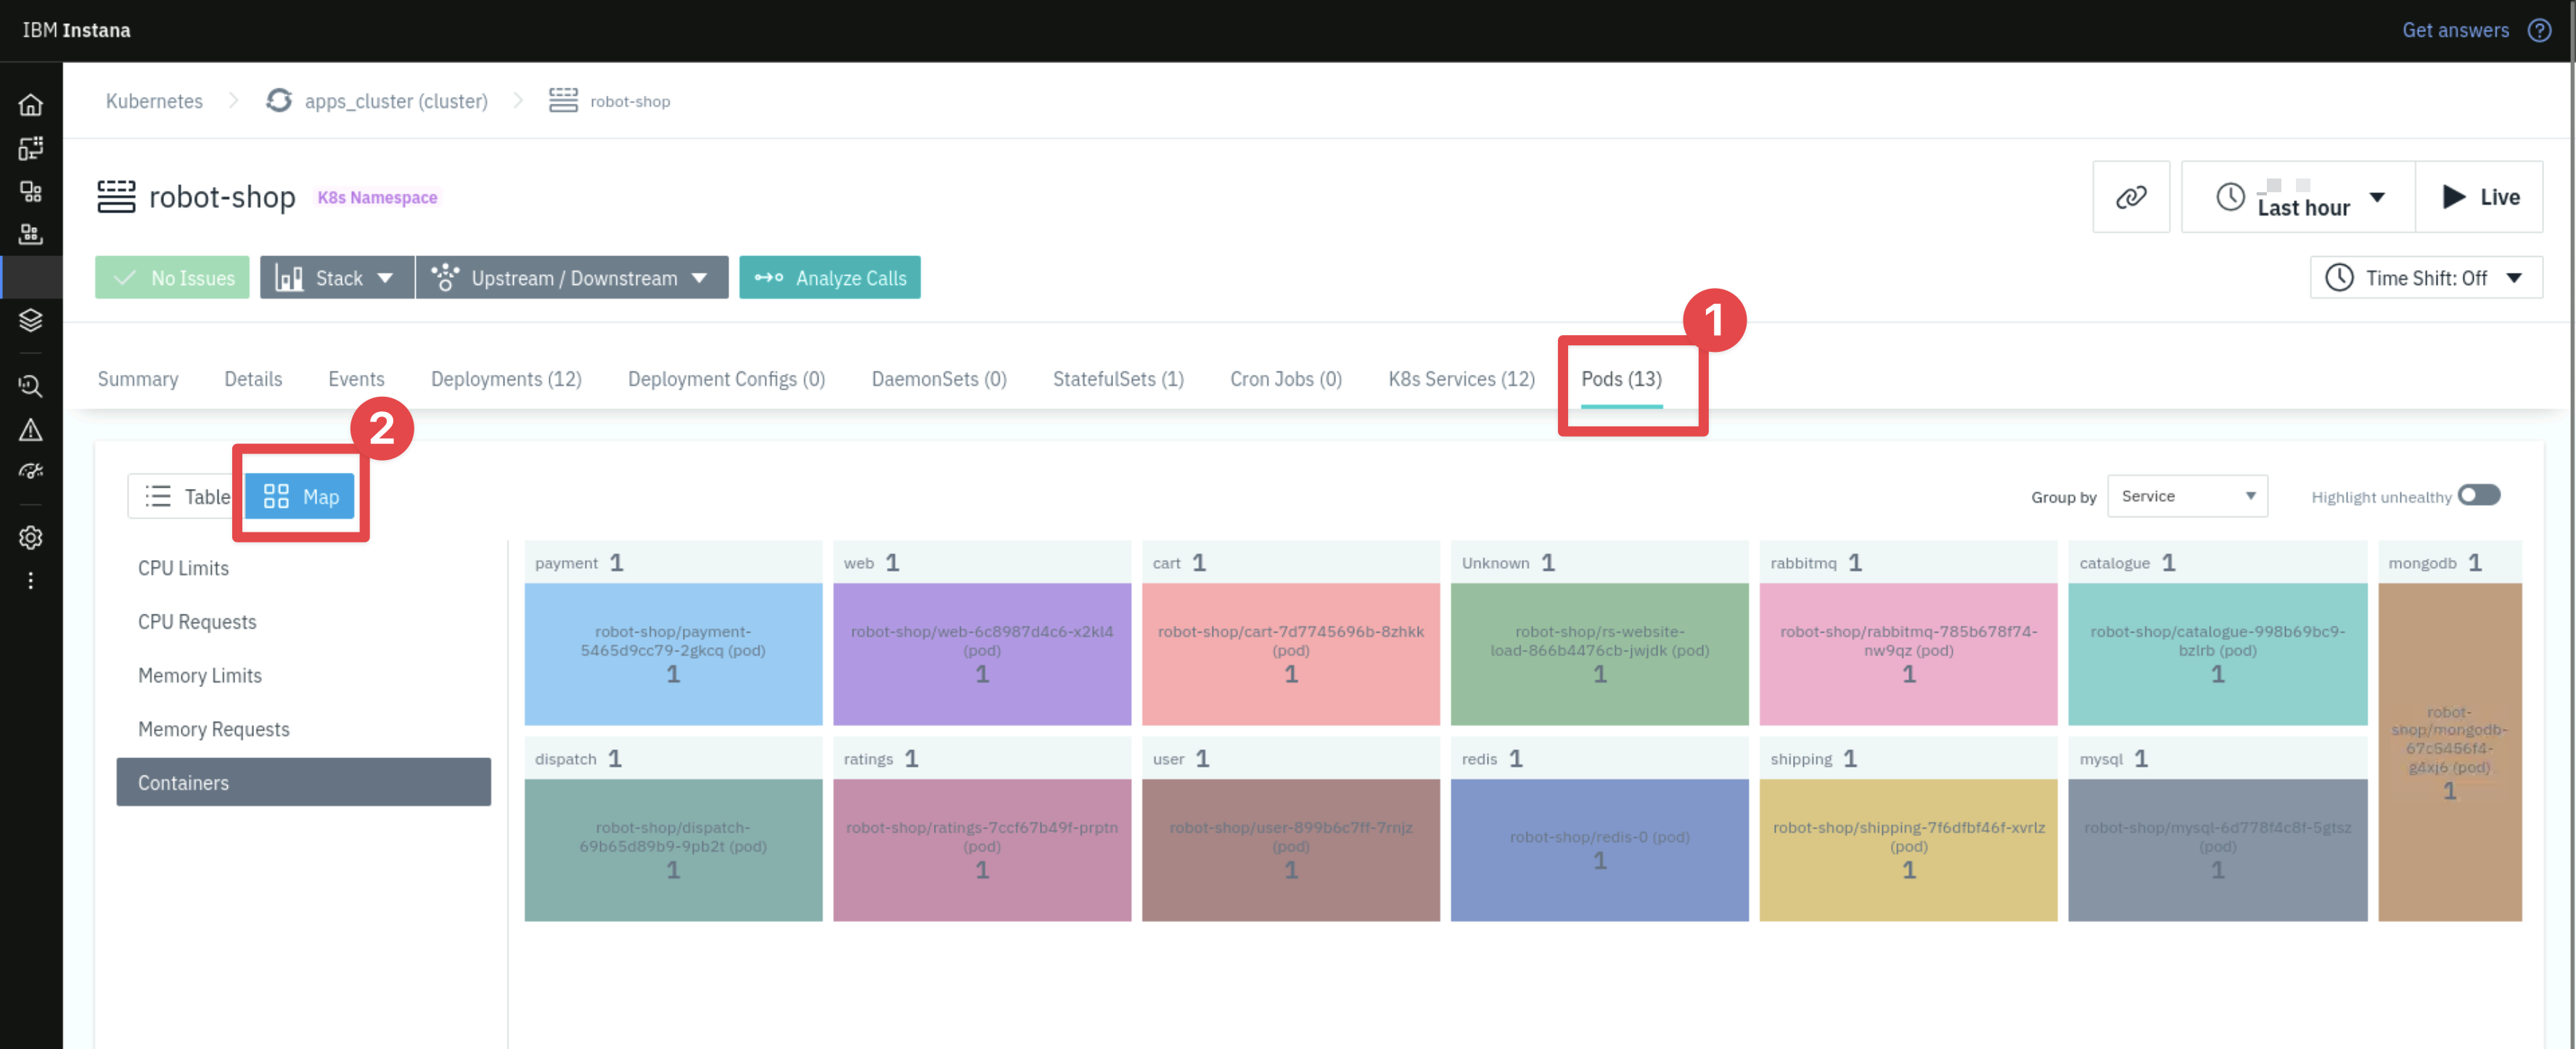 IBM Instana
Get answers
Kubernetes
apps_cluster (cluster)
robot-shop
robot-shop
K8s Namespace
Last hour
Live
No Issues
Stack
Upstream / Downstream
Analyze Calls
Time Shift: Off
1
Summary
Details
Events
Deployments (12)
Deployment Configs (0)
DaemonSets (0)
StatefulSets (1)
Cron Jobs (0)
K8s Services (12)
Pods (13)
2
Table
Map
Group by
Service
Highlight unhealthy
CPU Limits
CPU Requests
Memory Limits
Memory Requests
Containers
payment 1
robot-shop/payment-
5465d9cc79-2gkcq (pod)
1
web 1
robot-shop/web-6c8987d4c6-x2kl4
(pod)
1
cart 1
robot-shop/cart-7d7745696b-8zhkk
(pod)
1
Unknown 1
robot-shop/rs-website-
load-866b4476cb-jwjdk (pod)
1
rabbitmq 1
robot-shop/rabbitmq-785b678f74-
nw9qz (pod)
1
catalogue 1
robot-shop/catalogue-998b69bc9-
bzlrb (pod)
1
mongodb 1
robot-
shop/mongodb-
67c5456f4-
g4xj6 (pod)
1
dispatch 1
robot-shop/dispatch-
69b65d89b9-9pb2t (pod)
1
ratings 1
robot-shop/ratings-7ccf67b49f-prptn
(pod)
1
user 1
robot-shop/user-899b6c7ff-7rnjz
(pod)
1
redis 1
robot-shop/redis-0 (pod)
1
shipping 1
robot-shop/shipping-7f6dfbf46f-xvrlz
(pod)
1
mysql 1
robot-shop/mysql-6d778f4c8f-5gtsz
(pod)
1